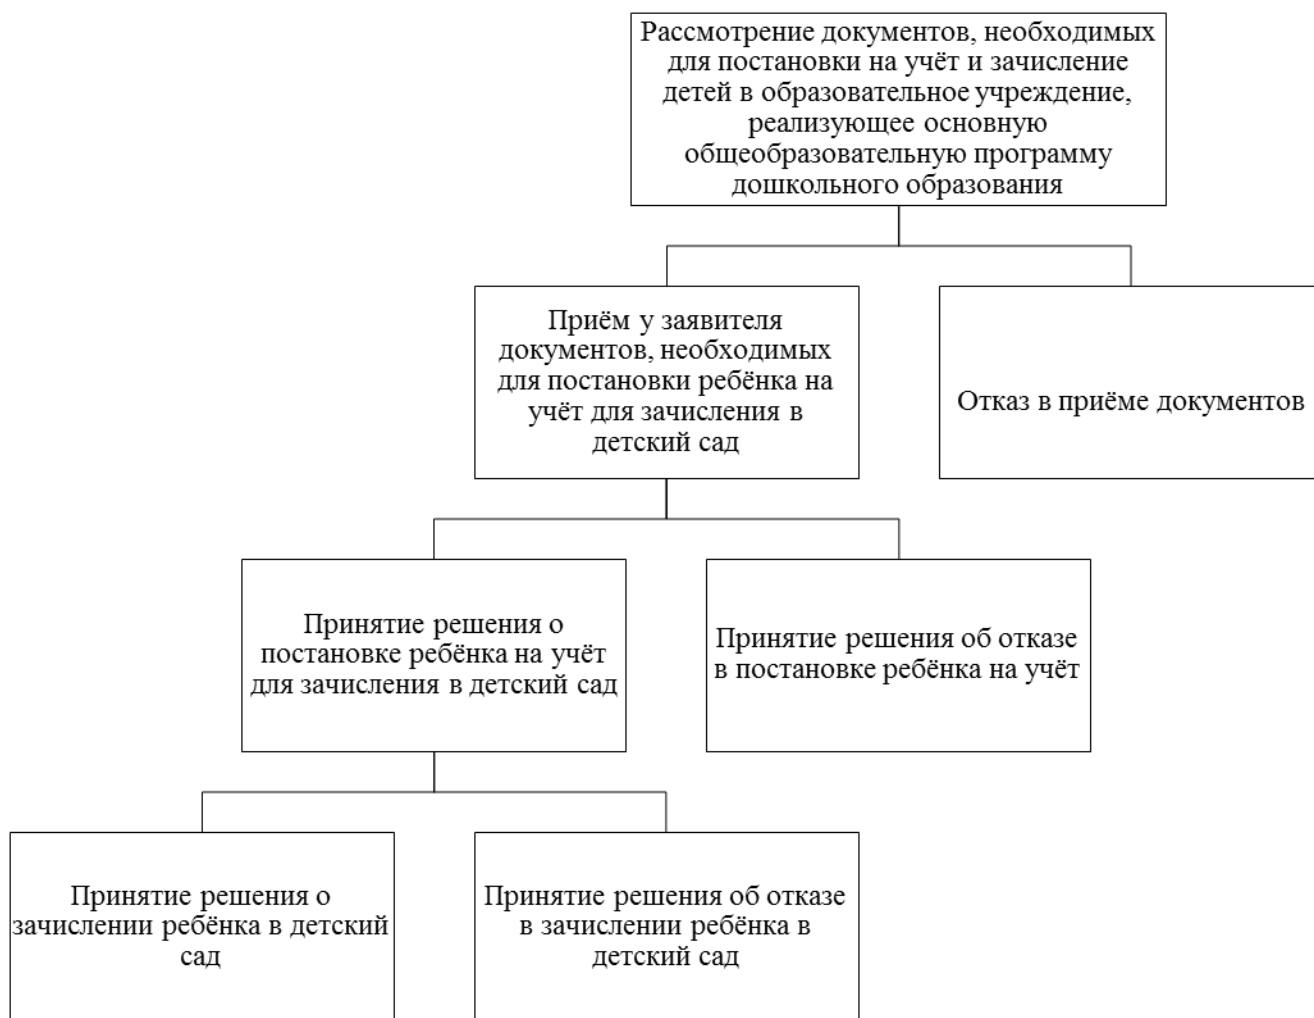 Рассмотрение документов, необходимых
для постановки на учёт и зачисление
детей в образовательное учреждение,
реализующее основную
общеобразовательную программу
дошкольного образования
Приём у заявителя
документов, необходимых
для постановки ребёнка на
учёт для зачисления в
детский сад
Отказ в приёме документов
Принятие решения о
постановке ребёнка на учёт
для зачисления в детский сад
Принятие решения об отказе
в постановке ребёнка на учёт
Принятие решения о
зачислении ребёнка в детский
сад
Принятие решения об отказе
в зачислении ребёнка в
детский сад